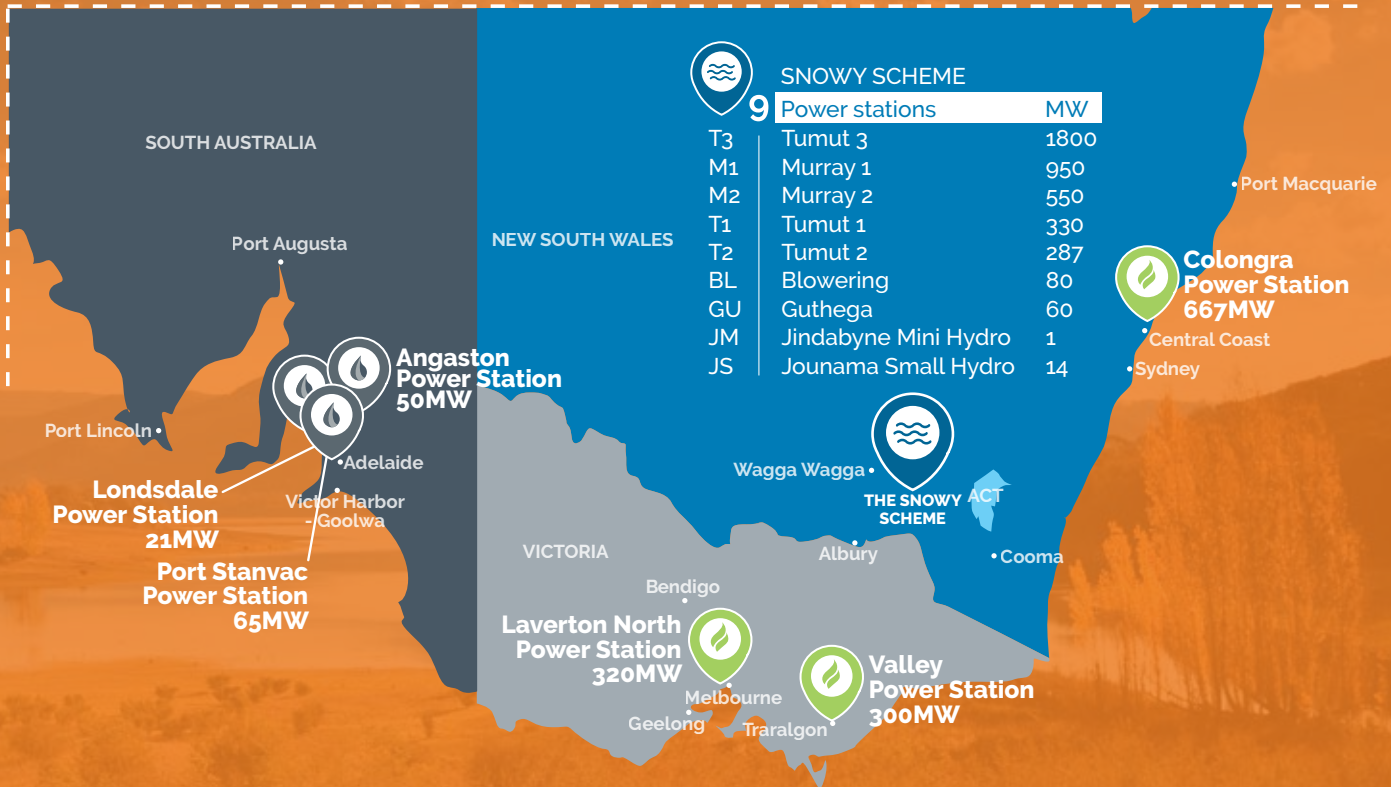 SNOWY SCHEME
9 Power stations MW
T3 Tumut 3 1800
M1 Murray 1 950
M2 Murray 2 550
T1 Tumut 1 330
T2 Tumut 2 287
BL Blowering 80
GU Guthega 60
JM Jindabyne Mini Hydro 1
JS Jounama Small Hydro 14
SOUTH AUSTRALIA
Port Augusta
NEW SOUTH WALES
Port Macquarie
Colongra
Power Station
667MW
Central Coast
Sydney
Angaston
Power Station
50MW
Port Lincoln
Adelaide
Londsdale
Power Station
21MW
Victor Harbor
- Goolwa
Port Stanvac
Power Station
65MW
Wagga Wagga
THE SNOWY
SCHEME
ACT
Albury
Cooma
VICTORIA
Bendigo
Laverton North
Power Station
320MW
Melbourne
Geelong
Valley
Power Station
300MW
Traralgon